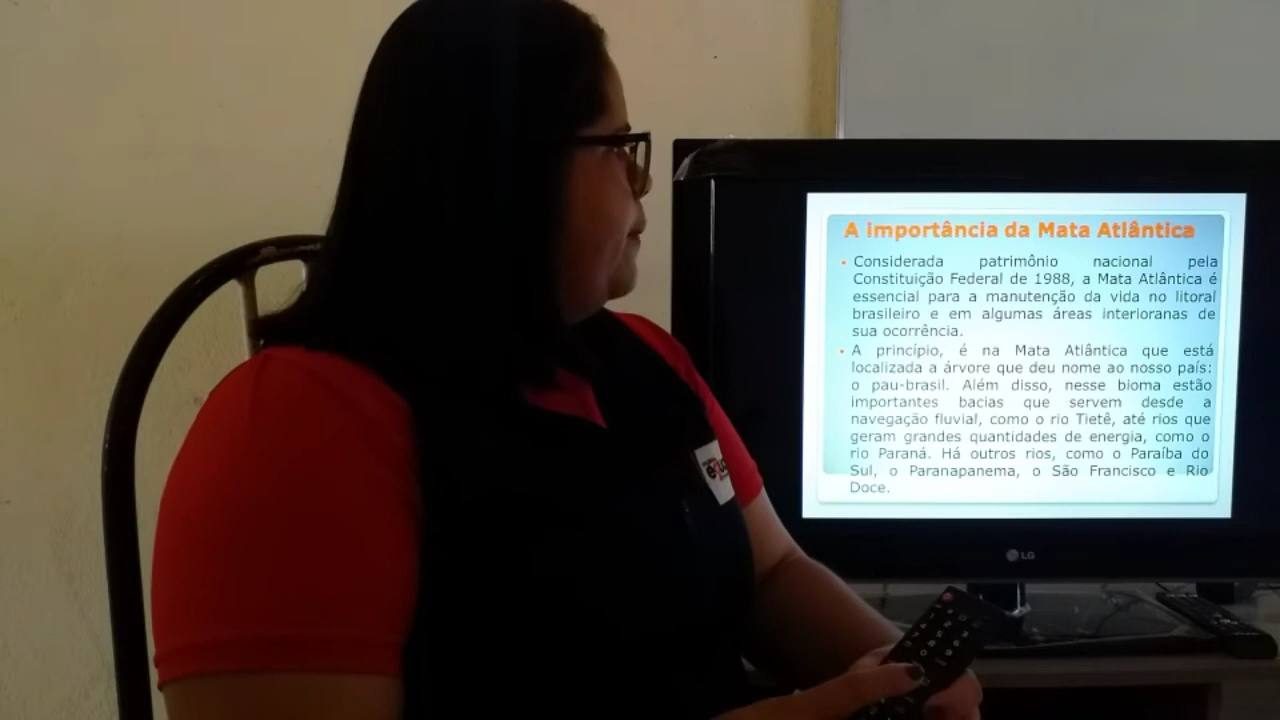 A importância da Mata Atlântica
• Considerada patrimônio nacional pela
Constituição Federal de 1988, a Mata Atlântica é
essencial para a manutenção da vida no litoral
brasileiro e em algumas áreas interioranas de
sua ocorrência.
• A princípio, é na Mata Atlântica que está
localizada a árvore que deu nome ao nosso país:
o pau-brasil. Além disso, nesse bioma estão
importantes bacias que servem desde a
navegação fluvial, como o rio Tietê, até rios que
geram grandes quantidades de energia, como o
rio Paraná. Há outros rios, como o Paraíba do
Sul, o Paranapanema, o São Francisco e Rio
Doce.
LG